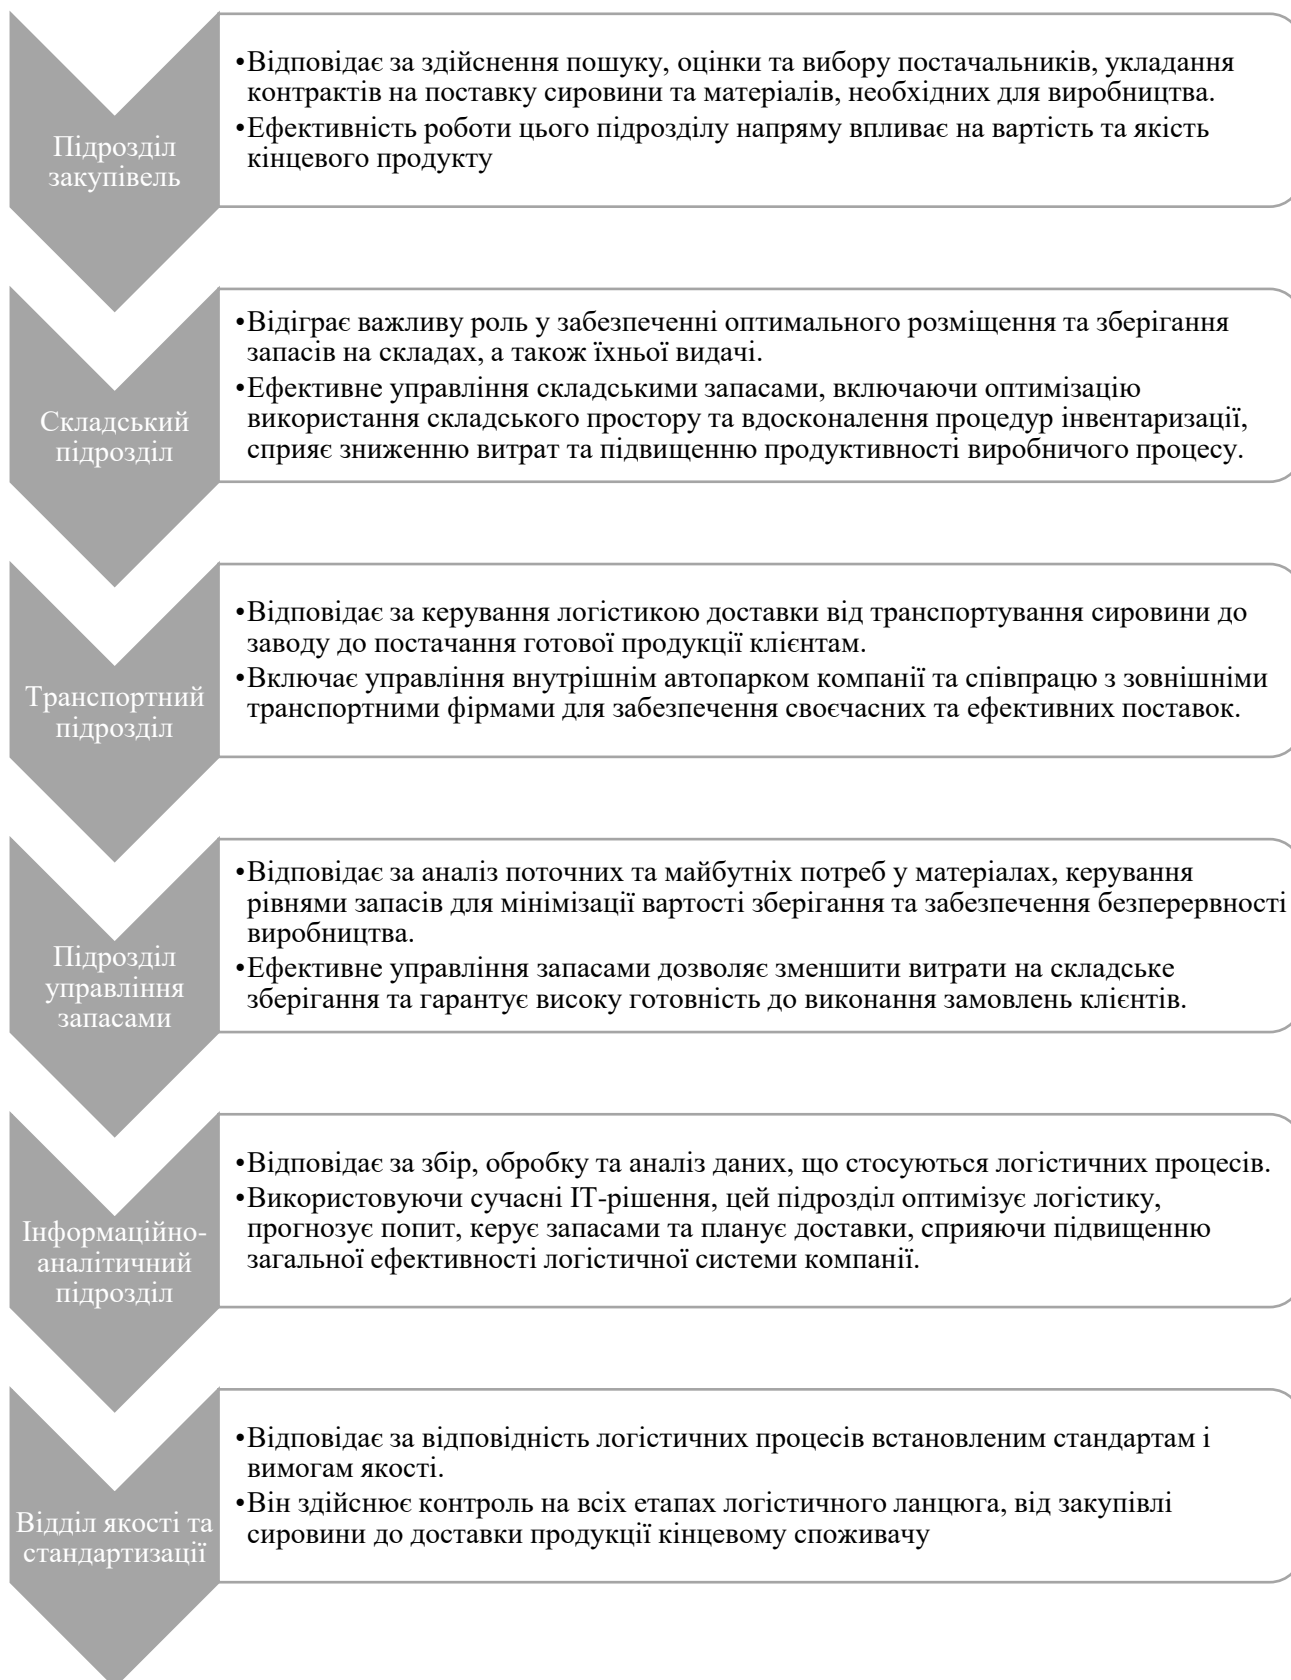 Підрозділ
закупівель
•Відповідає за здійснення пошуку, оцінки та вибору постачальників, укладання
контрактів на поставку сировини та матеріалів, необхідних для виробництва.
•Ефективність роботи цього підрозділу напряму впливає на вартість та якість
кінцевого продукту
Складський
підрозділ
•Відіграє важливу роль у забезпеченні оптимального розміщення та зберігання
запасів на складах, а також їхньої видачі.
•Ефективне управління складськими запасами, включаючи оптимізацію
використання складського простору та вдосконалення процедур інвентаризації,
сприяє зниженню витрат та підвищенню продуктивності виробничого процесу.
Транспортний
підрозділ
•Відповідає за керування логістикою доставки від транспортування сировини до
заводу до постачання готової продукції клієнтам.
•Включає управління внутрішнім автопарком компанії та співпрацю з зовнішніми
транспортними фірмами для забезпечення своєчасних та ефективних поставок.
Підрозділ
управління
запасами
•Відповідає за аналіз поточних та майбутніх потреб у матеріалах, керування
рівнями запасів для мінімізації вартості зберігання та забезпечення безперервності
виробництва.
•Ефективне управління запасами дозволяє зменшити витрати на складське
зберігання та гарантує високу готовність до виконання замовлень клієнтів.
Інформаційно-
аналітичний
підрозділ
•Відповідає за збір, обробку та аналіз даних, що стосуються логістичних процесів.
•Використовуючи сучасні ІТ-рішення, цей підрозділ оптимізує логістику,
прогнозує попит, керує запасами та планує доставки, сприяючи підвищенню
загальної ефективності логістичної системи компанії.
Відділ якості та
стандартизації
•Відповідає за відповідність логістичних процесів встановленим стандартам і
вимогам якості.
•Він здійснює контроль на всіх етапах логістичного ланцюга, від закупівлі
сировини до доставки продукції кінцевому споживачу